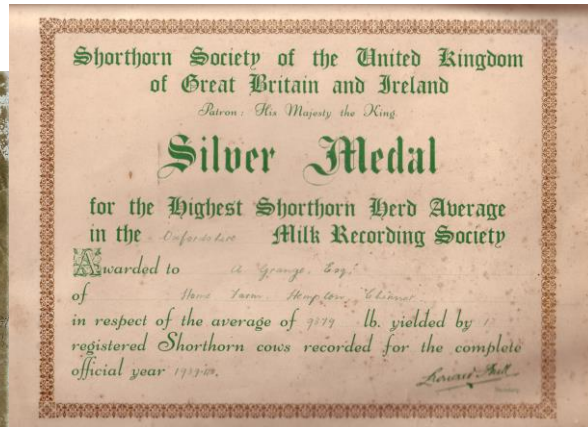 Shorthorn Society of the United Kingdom
of Great Britain and Ireland
Patron: His Majesty the King
Silver Medal
for the Highest Shorthorn Herd Average
in the Oxfordshire Milk Recording Society
Awarded to A Grange. Esq.
of Farm,
in respect of the average of lb. yielded by
registered Shorthorn cows recorded for the complete
official year